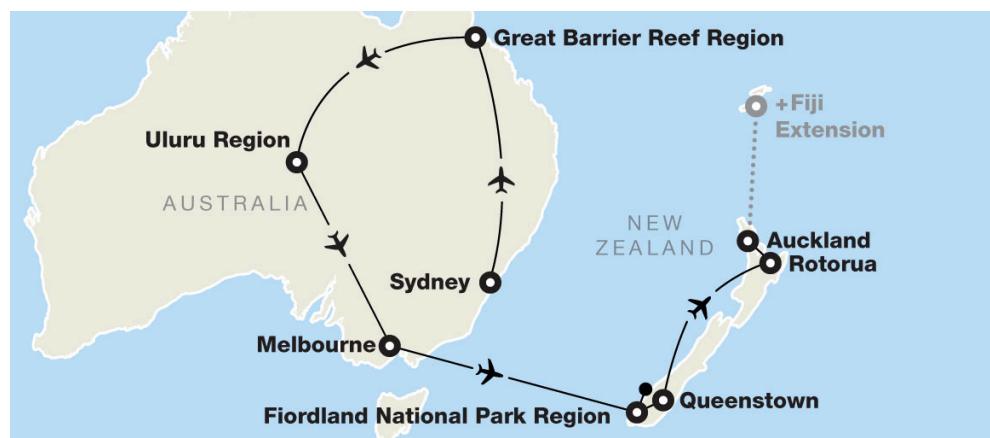 Great Barrier Reef Region
+Fiji
Extension
Uluru Region
AUSTRALIA
NEW
ZEALAND
Auckland
Rotorua
Sydney
Melbourne
Queenstown
Fiordland National Park Region